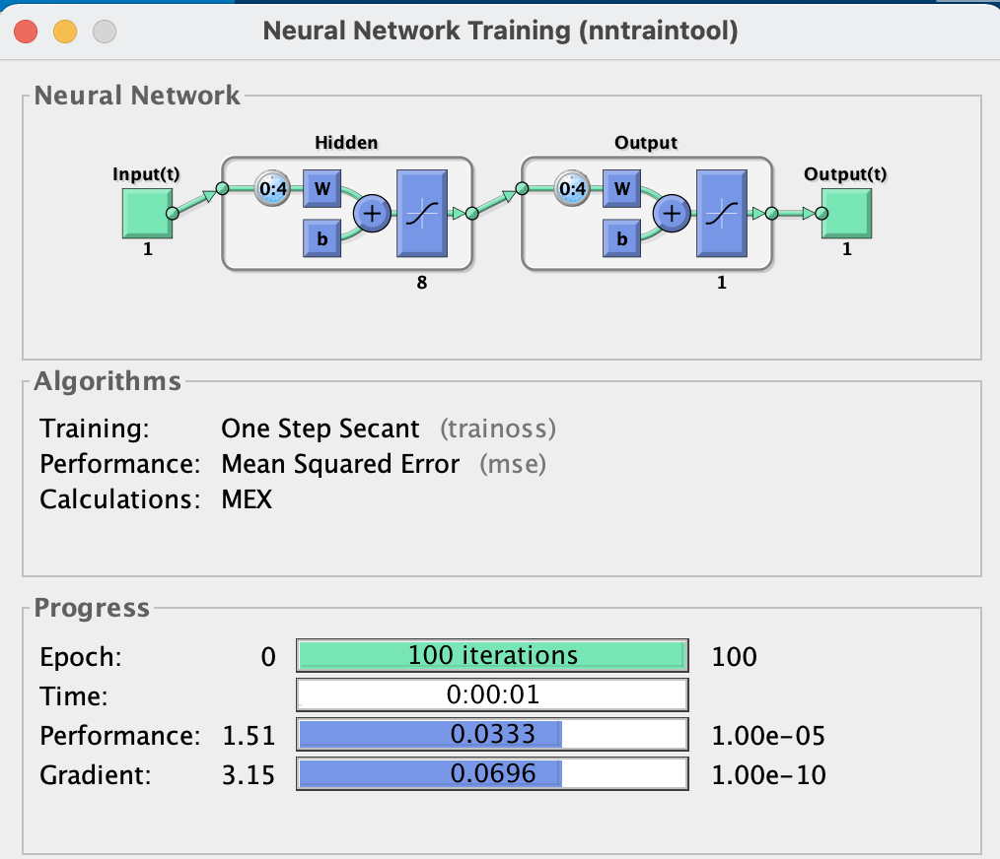 Neural Network Training (nntraintool)
Neural Network
Hidden
Output
Input(t)
Output(t)
0:4
W
b
+
0:4
W
b
+
1
8
1
1
Algorithms
Training: One Step Secant (trainoss)
Performance: Mean Squared Error (mse)
Calculations: MEX
Progress
Epoch: 0 100 iterations 100
Time: 0:00:01
Performance: 1.51 0.0333 1.00e-05
Gradient: 3.15 0.0696 1.00e-10